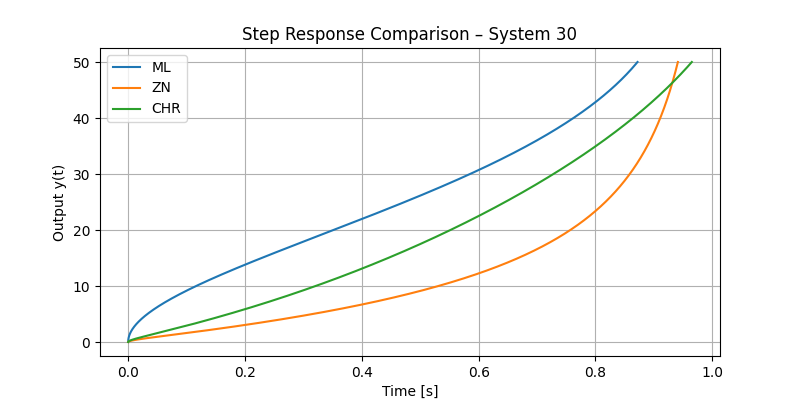 Step Response Comparison – System 30
ML
ZN
CHR
Output y(t)
50
40
30
20
10
0
0.0 0.2 0.4 0.6 0.8 1.0
Time [s]